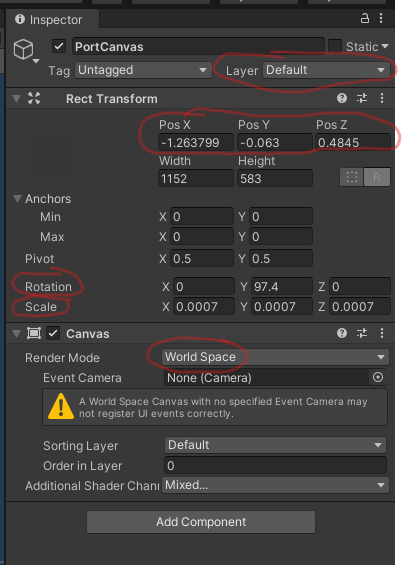 Inspector
PortCanvas Static
Tag Untagged Layer Default
Rect Transform
Pos X Pos Y Pos Z
-1.263799 -0.063 0.4845
Width Height
1152 583
R
Anchors
Min X 0 Y 0
Max X 0 Y 0
Pivot X 0.5 Y 0.5
Rotation X 0 Y 97.4 Z 0
Scale X 0.0007 Y 0.0007 Z 0.0007
Canvas
Render Mode World Space
Event Camera None (Camera)
A World Space Canvas with no specified Event Camera may
not register UI events correctly.
Sorting Layer Default
Order in Layer 0
Additional Shader Chan Mixed...
Add Component